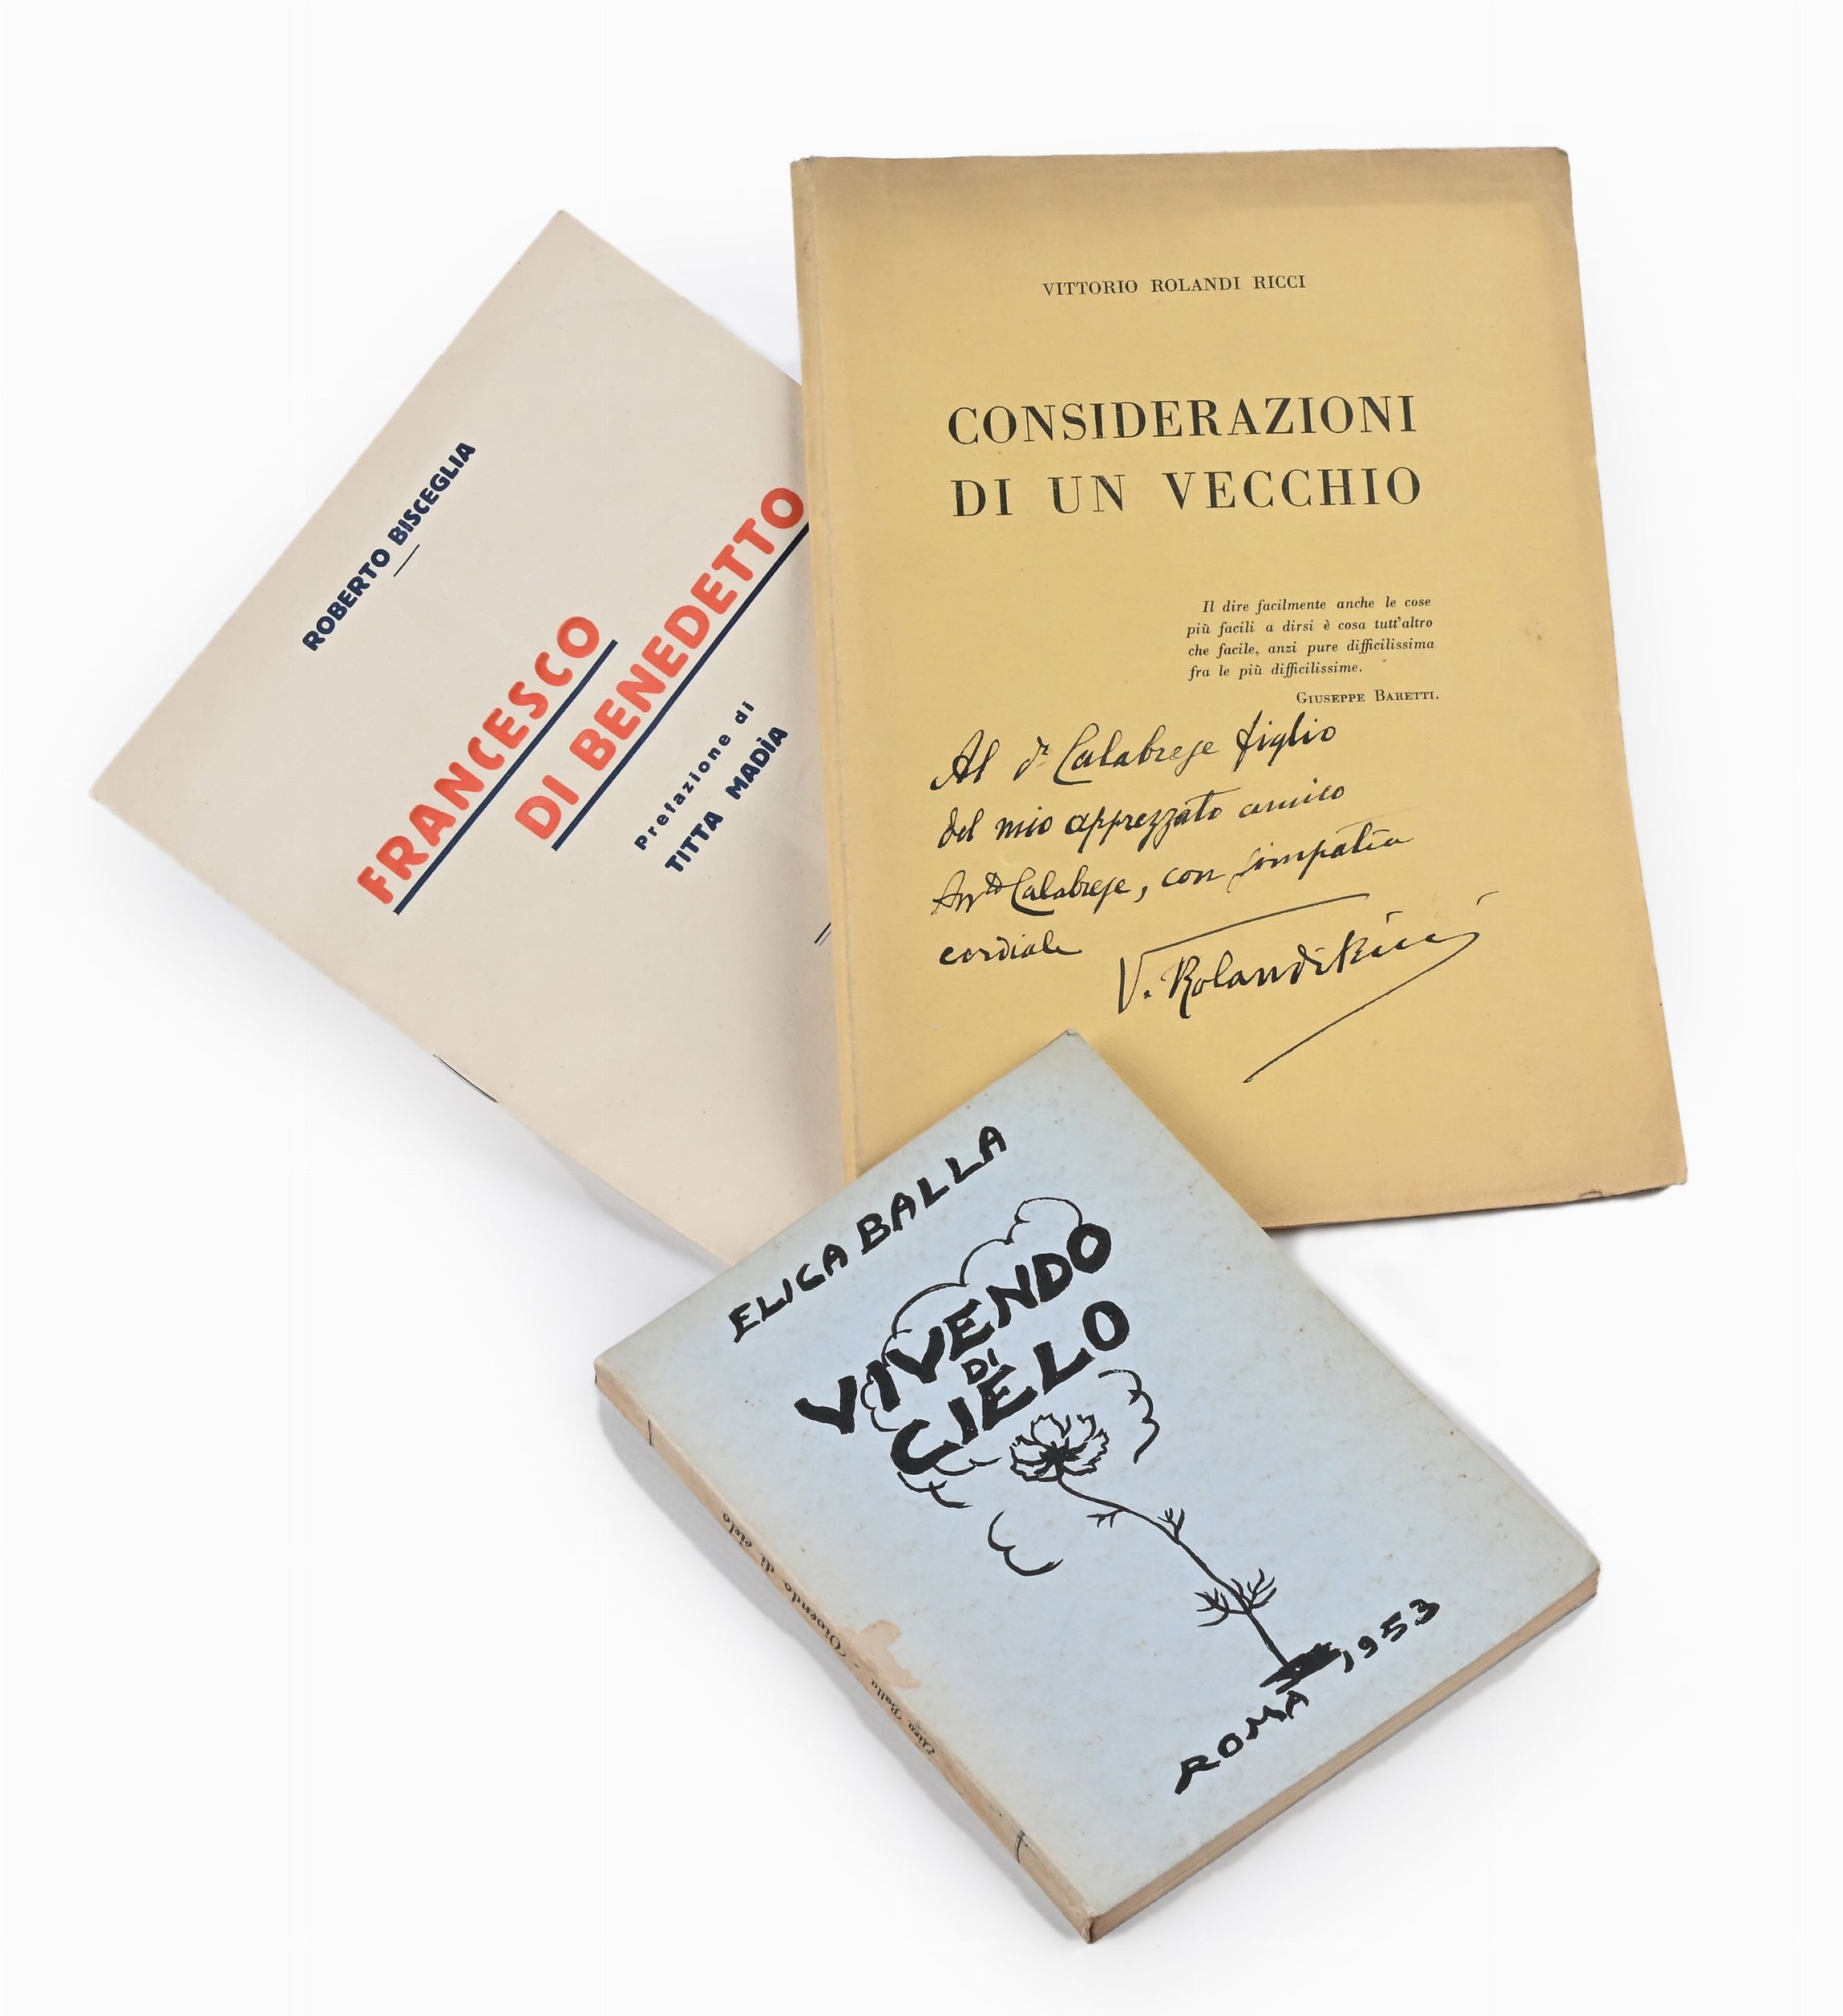 ROBERTO BISCEGLIA
FRANCESCO
DI BENEDETTO
Prefazione di
TITTA MADIA
VITTORIO ROLANDI RICCI
CONSIDERAZIONI
DI UN VECCHIO
Il dire facilmente anche le cose
più facili a dirsi è cosa tutt'altro
che facile, anzi pure difficilissima
fra le più difficilissime.
GIUSEPPE BARETTI.
Al dr Calabrese figlio
del mio apprezzato amico
Calabrese, con simpatia
cordiale
V. Rolandi Ricci
ELICA BALLA
VIVENDO
DI
CIELO
ROMA 1953
Elica Balla - Vivendo di cielo